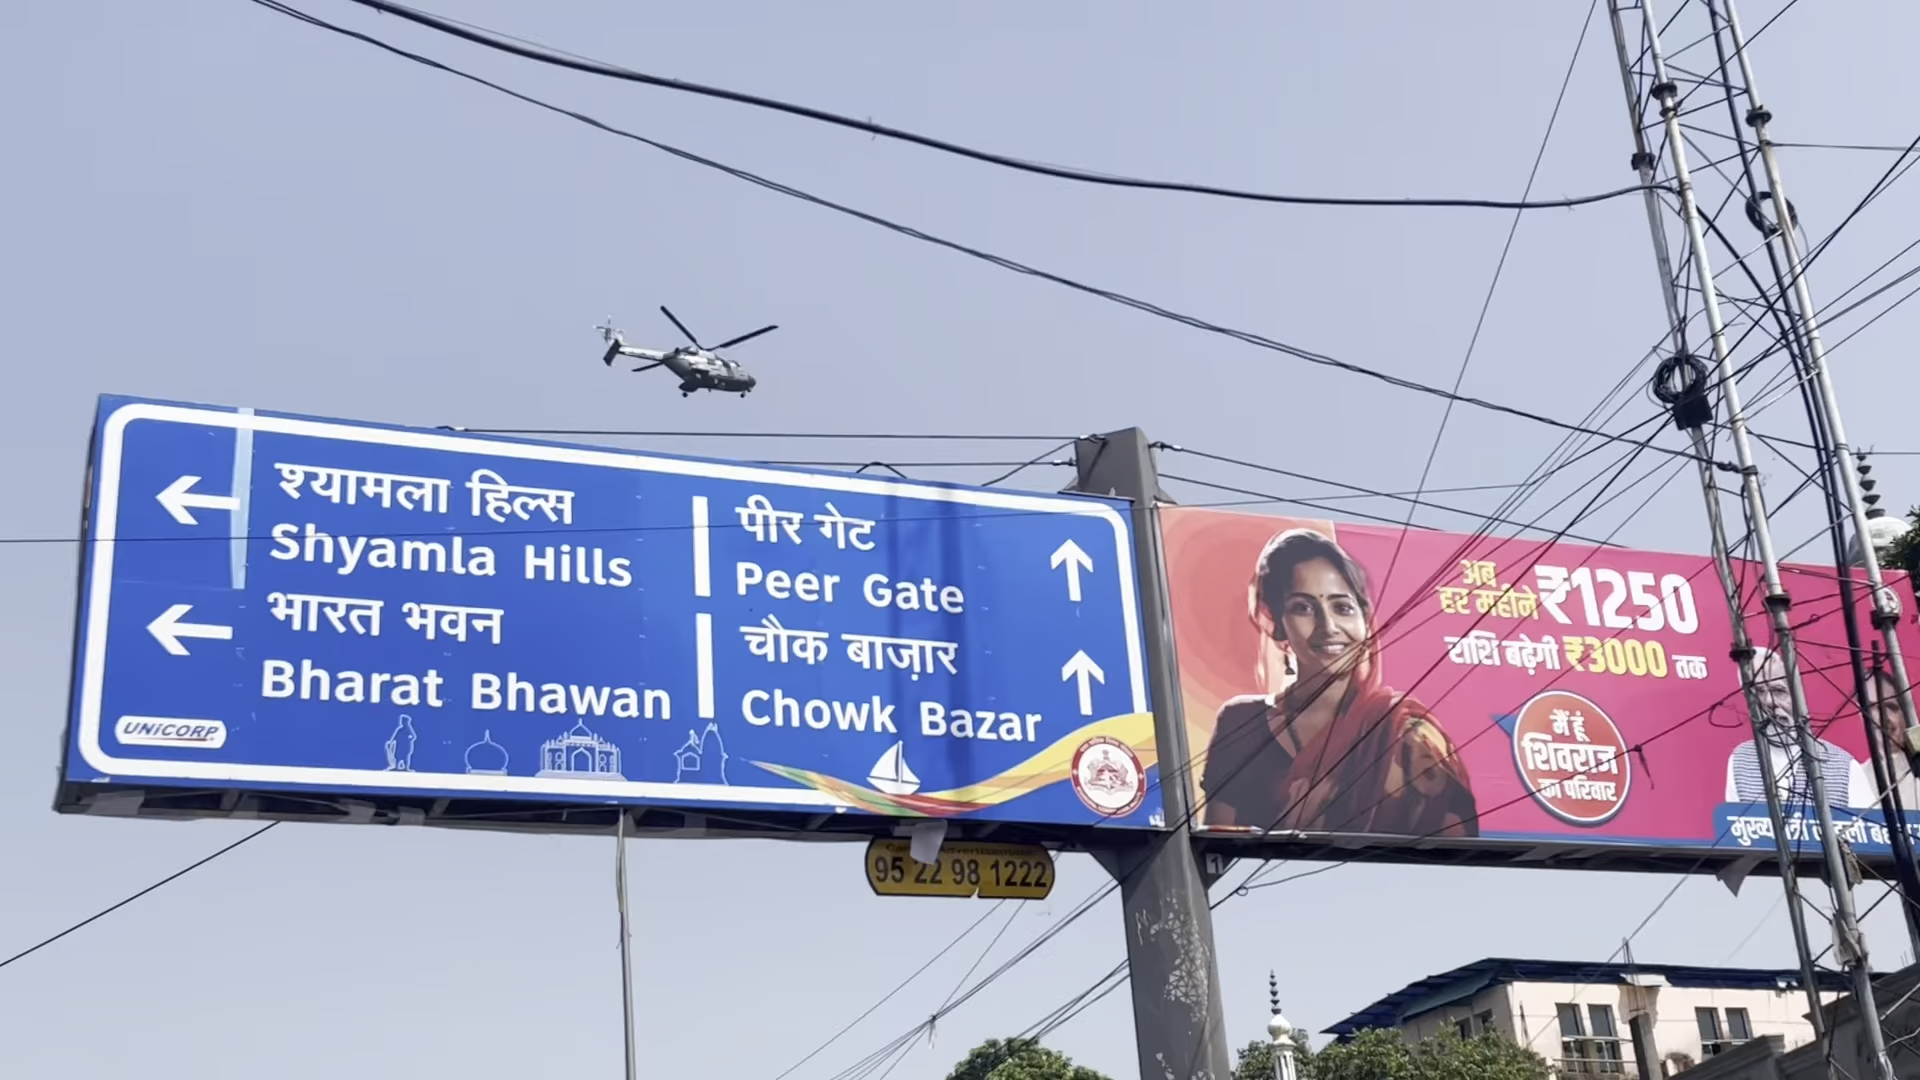 श्यामला हिल्स
Shyamla Hills
भारत भवन
Bharat Bhawan
UNiCORP
पीर गेट
Peer Gate
चौक बाज़ार
Chowk Bazar
95 22 98 1222
अब
हर महीने ₹1250
राशि बढ़ेगी ₹3000 तक
मैं हूं
शिवराज
का परिवार
1